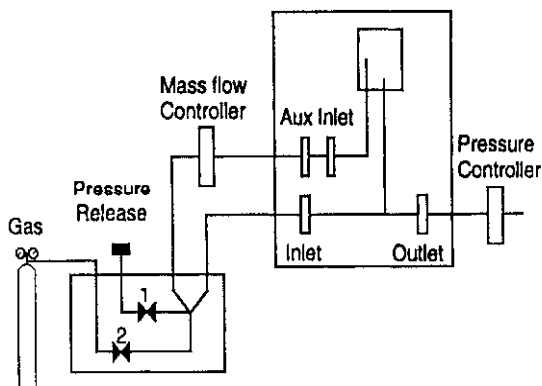 Mass flow
Controller
Aux Inlet
Pressure
Controller
Pressure
Release
Gas
Inlet
Outlet
1
2